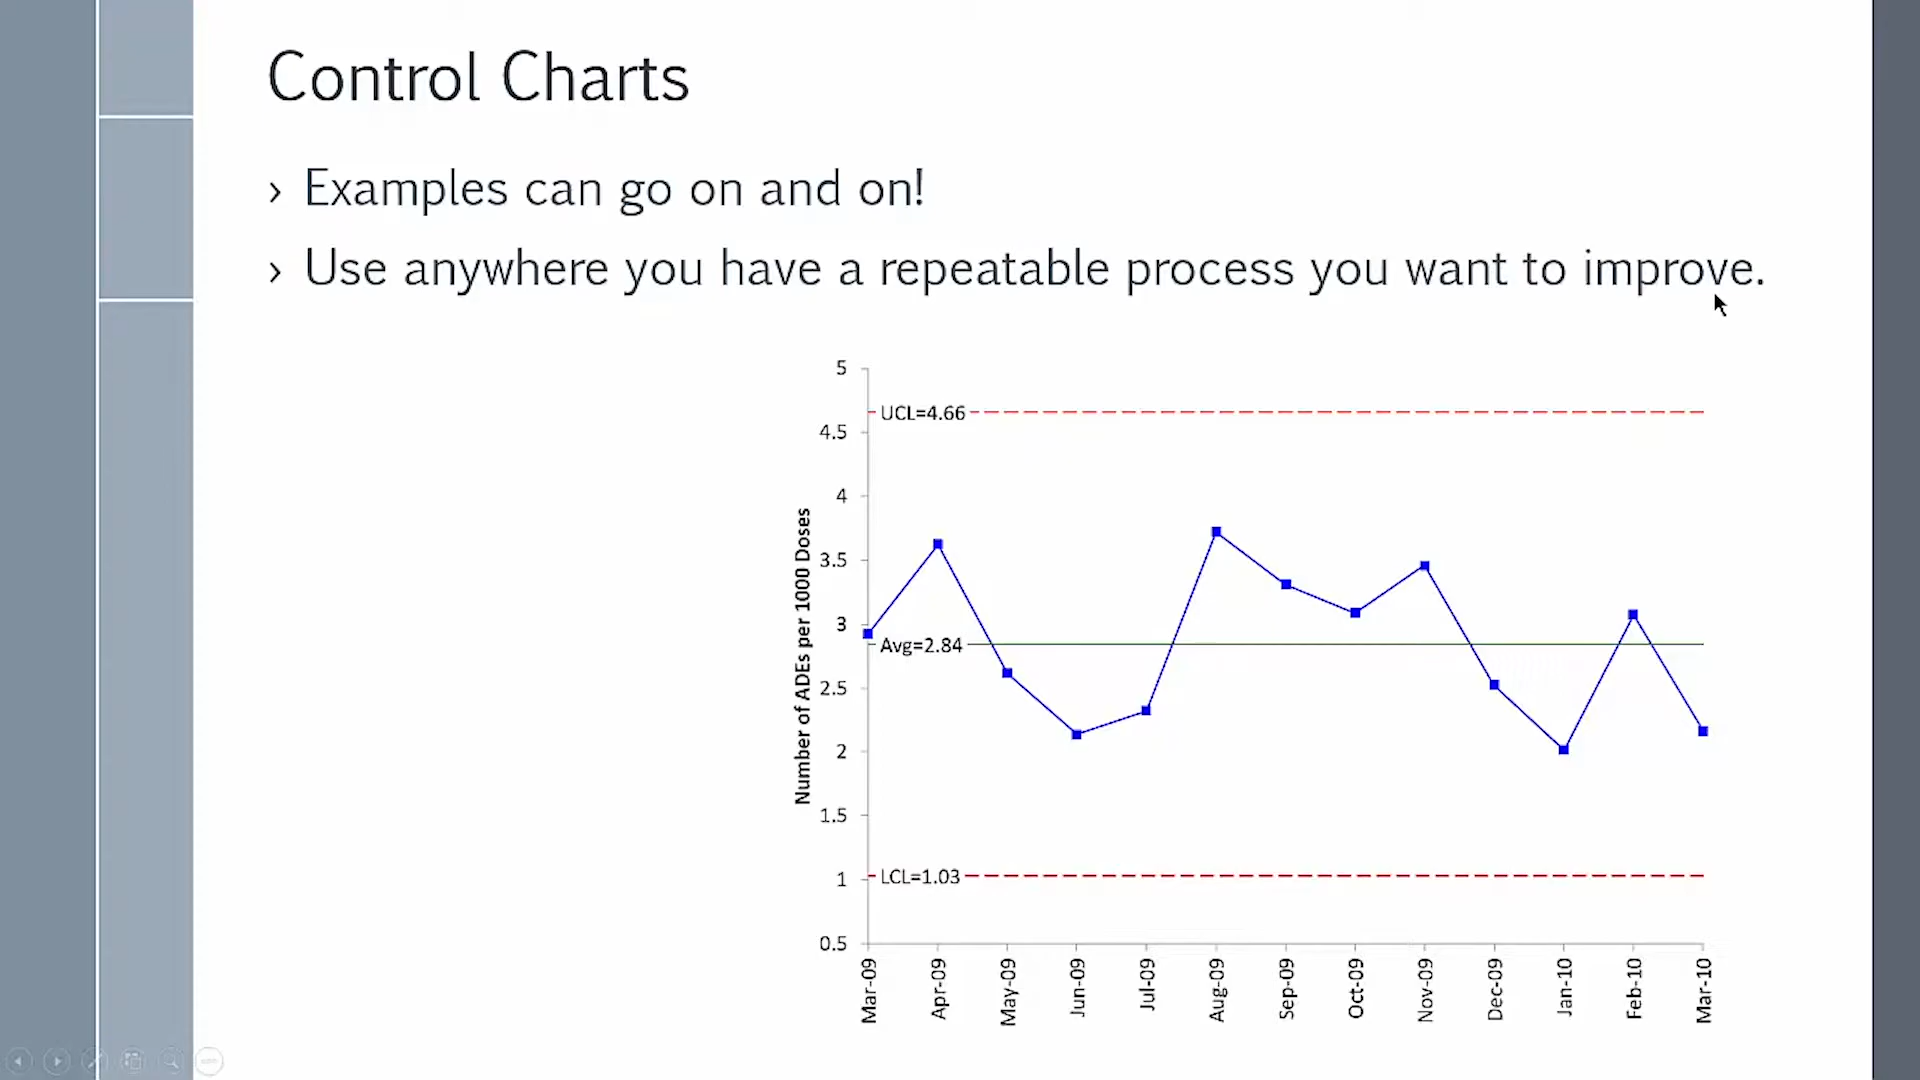 Control Charts
› Examples can go on and on!
› Use anywhere you have a repeatable process you want to improve.
Number of ADEs per 1000 Doses
5
4.5
4
3.5
3
2.5
2
1.5
1
0.5
UCL=4.66
Avg=2.84
LCL=1.03
Mar-09
Apr-09
May-09
Jun-09
Jul-09
Aug-09
Sep-09
Oct-09
Nov-09
Dec-09
Jan-10
Feb-10
Mar-10